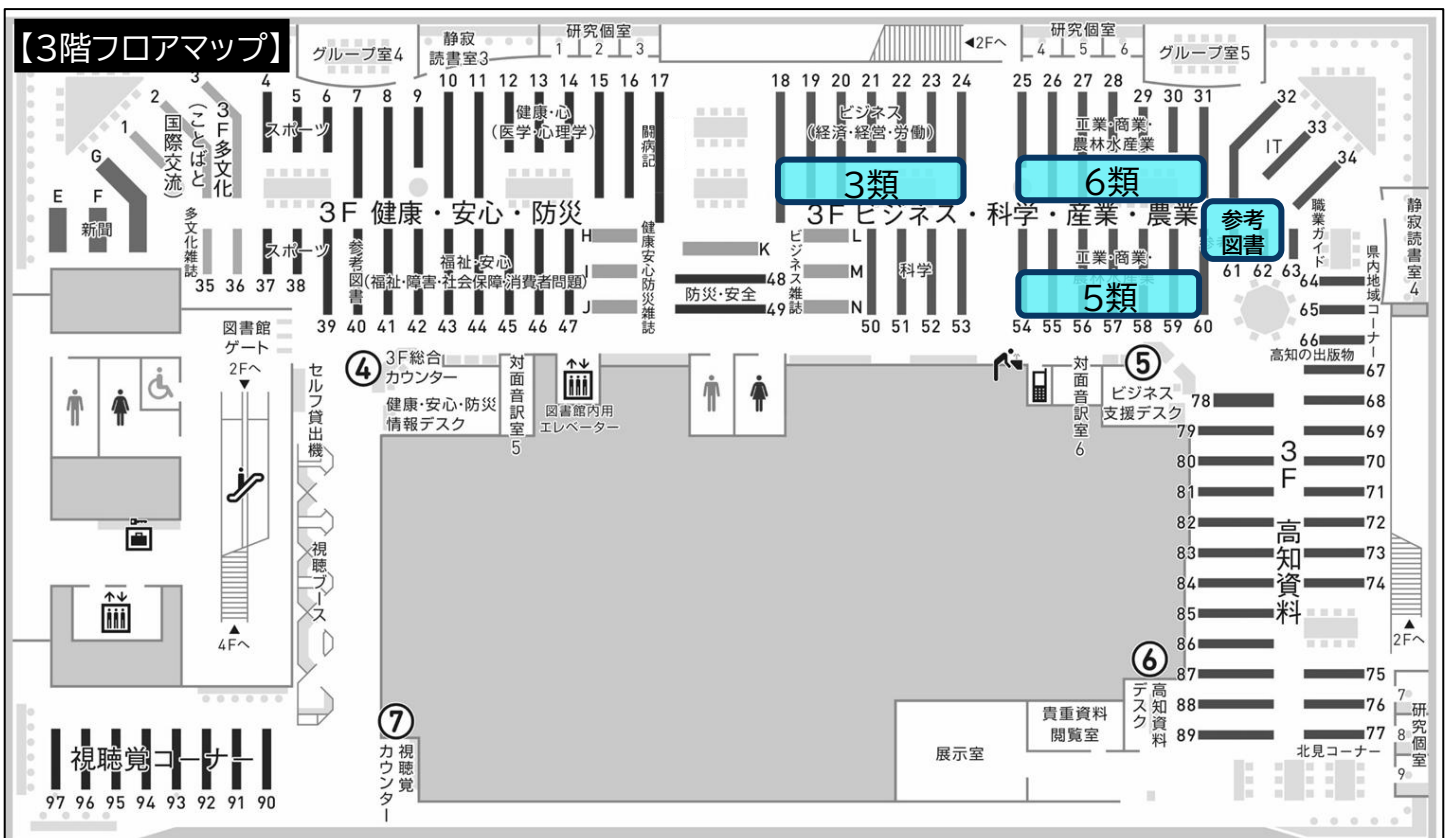 【3階フロアマップ】
グループ室4
静寂
読書室3
研究個室
1 2 3
◀2Fへ
研究個室
4 5 6
グループ室5
1 2 3 4 5 6 7 8 9 10 11 12 13 14 15 16 17
18 19 20 21 22 23 24
25 26 27 28 29 30 31
32
33
34
国際交流
(ことばと
3F多文化
スポーツ
健康・心
(医学・心理学)
闘病記
ビジネス
(経済・経営・労働)
工業・商業・
農林水産業
IT
E F G
新聞
3類
6類
3F 健康・安心・防災
3F ビジネス・科学・産業・農業
参考
図書
職業ガイド
静寂読書室4
多文化雑誌
スポーツ
参考図書
福祉・安心
(福祉・障害・社会保障・消費者問題)
H
J
健康安心防災雑誌
K
48
防災・安全
49
ビジネス雑誌
L
M
N
科学
工業・商業・
5類
61 62 63
県内地域コーナー
64
65
66
高知の出版物
35 36 37 38
39 40 41 42 43 44 45 46 47
50 51 52 53
54 55 56 57 58 59 60
図書館
ゲート
2Fへ
▼
セルフ貸出機
④
3F総合
カウンター
健康・安心・防災
情報デスク
対面音訳室5
図書館内用
エレベーター
対面音訳室6
⑤
ビジネス
支援デスク
67
78 68
79 69
80 70
81 71
82 72
83 73
84 74
85
86
87 75
88 76
89 77
3F 高知資料
視聴ブース
▲
4Fへ
▲
2Fへ
⑥
高知資料
デスク
貴重資料
閲覧室
展示室
北見コーナー
研究個室
7
8
9
⑦
視聴覚
カウンター
視聴覚コーナー
97 96 95 94 93 92 91 90